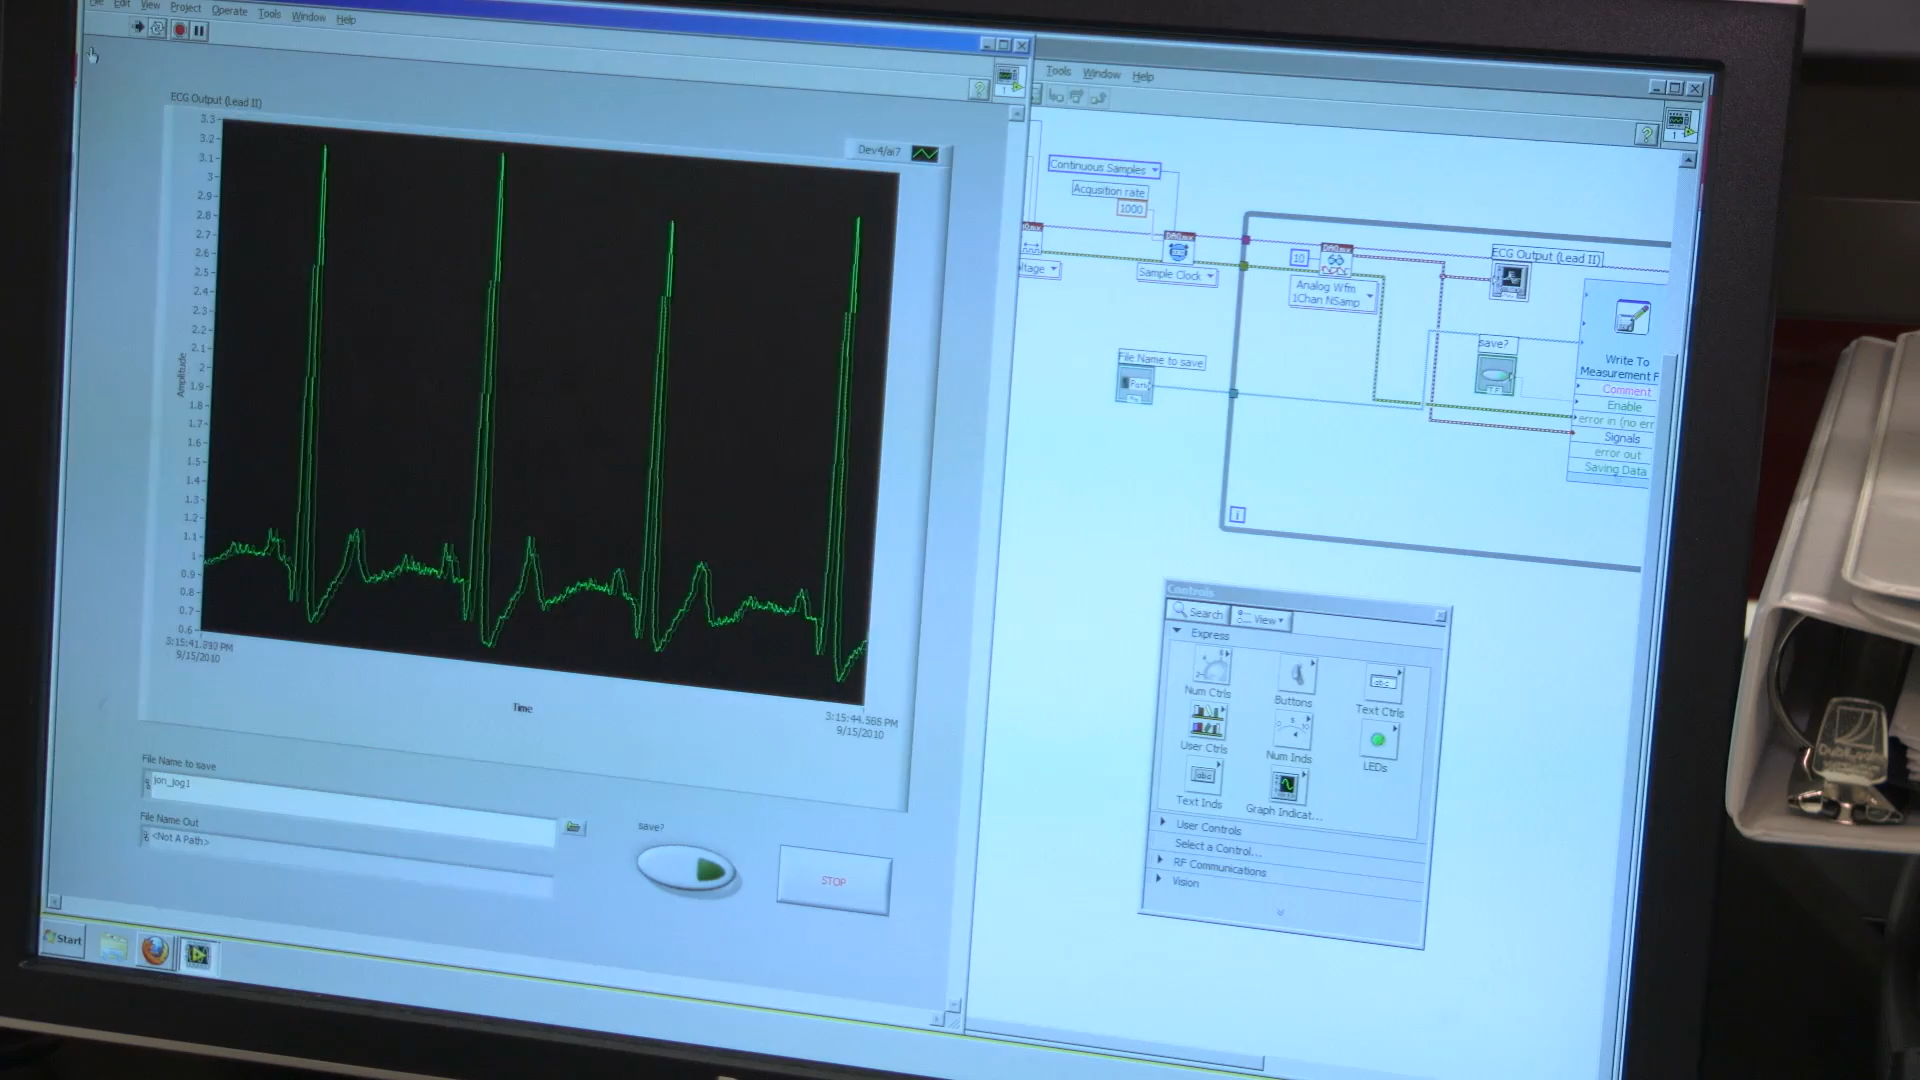 File Edit View Project Operate Tools Window Help
ECG Output (Lead II)
Dev4/ai7
3.3
3.2
3.1
3
2.9
2.8
2.7
2.6
2.5
2.4
2.3
2.2
2.1
2
1.9
1.8
1.7
1.6
1.5
1.4
1.3
1.2
1.1
1
0.9
0.8
0.7
0.6
Amplitude
9/15/2010
Time
9/15/2010
File Name to save
jon_jog1
File Name Out
<Not A Path>
save?
STOP
Start
Tools Window Help
Continuous Samples
Acqusition rate
1000
Sample Clock
10
Analog Wfm
1Chan NSamp
ECG Output (Lead II)
save?
File Name to save
Path
i
Write To
Measurement F
Comment
Enable
error in (no err
Signals
error out
Saving Data
Controls
Search View
Express
Num Ctrls
Buttons
Text Ctrls
User Ctrls
Num Inds
LEDs
Text Inds
Graph Indicat...
User Controls
Select a Control...
RF Communications
Vision